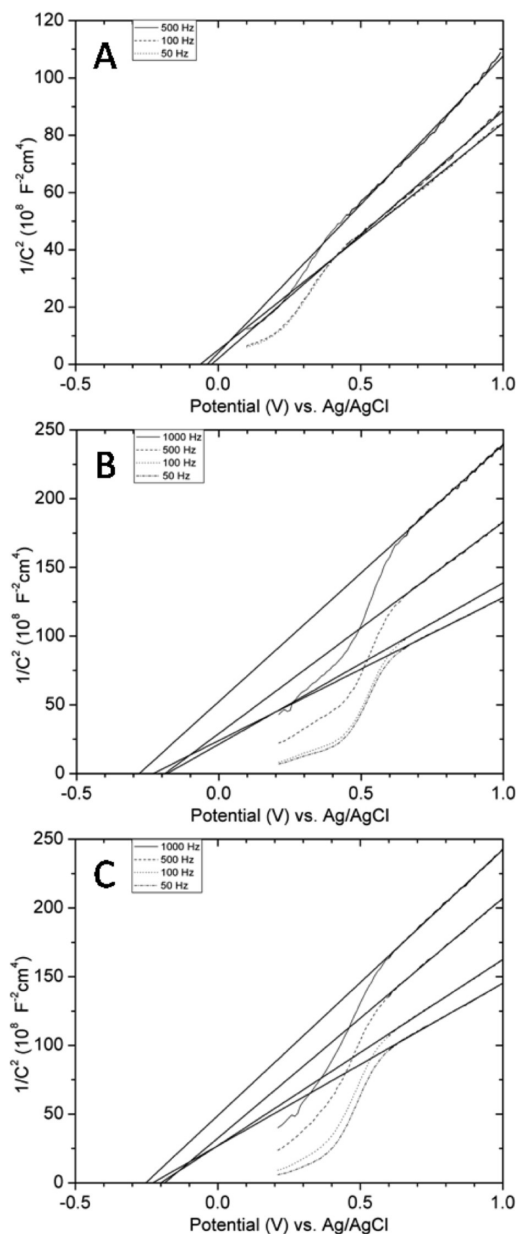 A
500 Hz
100 Hz
50 Hz
120
100
80
60
40
20
0
1/C² (10⁸ F⁻²cm⁴)
-0.5 0.0 0.5 1.0
Potential (V) vs. Ag/AgCl
B
1000 Hz
500 Hz
100 Hz
50 Hz
250
200
150
100
50
0
1/C² (10⁸ F⁻²cm⁴)
-0.5 0.0 0.5 1.0
Potential (V) vs. Ag/AgCl
C
1000 Hz
500 Hz
100 Hz
50 Hz
250
200
150
100
50
0
1/C² (10⁸ F⁻²cm⁴)
-0.5 0.0 0.5 1.0
Potential (V) vs. Ag/AgCl